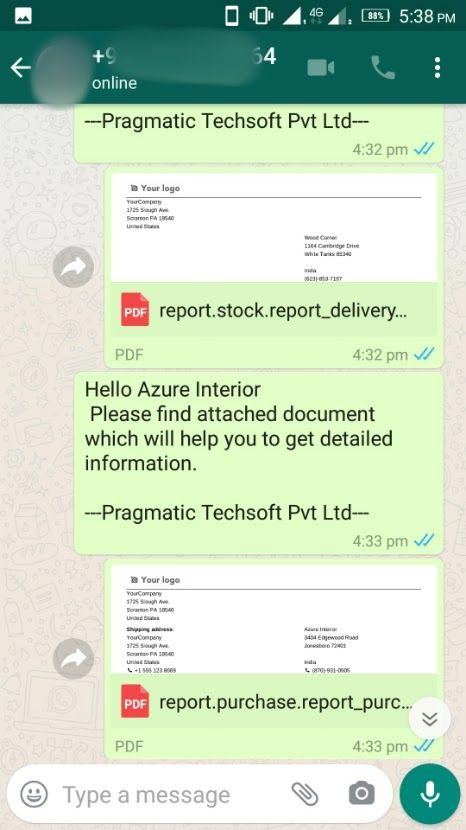 4G 88% 5:38 PM
+9 64
online
---Pragmatic Techsoft Pvt Ltd---
4:32 pm
Your logo
YourCompany
1725 Slough Ave.
Scranton PA 18540
United States
Wood Corner
1164 Cambridge Drive
White Tanks 85340
India
(623)-853-7197
PDF report.stock.report_delivery...
PDF 4:32 pm
Hello Azure Interior
Please find attached document
which will help you to get detailed
information.
---Pragmatic Techsoft Pvt Ltd---
4:33 pm
Your logo
YourCompany
1725 Slough Ave.
Scranton PA 18540
United States
Shipping address:
YourCompany
1725 Slough Ave.
Scranton PA 18540
United States
+1 555 123 8069
Azure Interior
3404 Edgewood Road
Jonesboro 72401
India
(870)-931-0505
PDF report.purchase.report_purc...
PDF 4:33 pm
Type a message